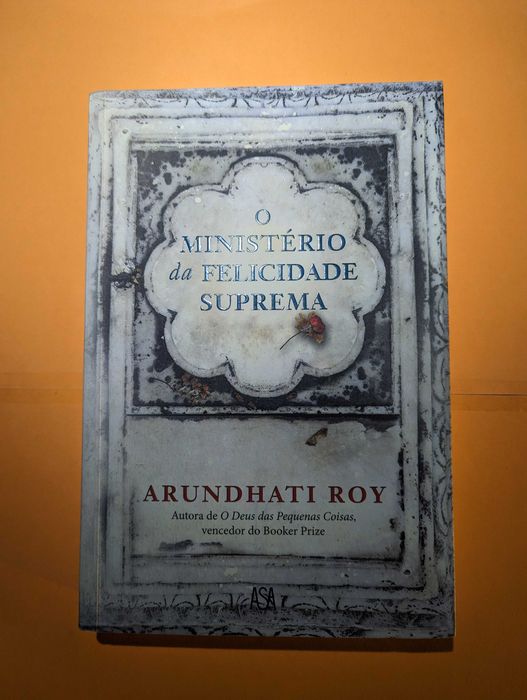 O
MINISTÉRIO
da FELICIDADE
SUPREMA
ARUNDHATI ROY
Autora de O Deus das Pequenas Coisas,
vencedor do Booker Prize
ASA